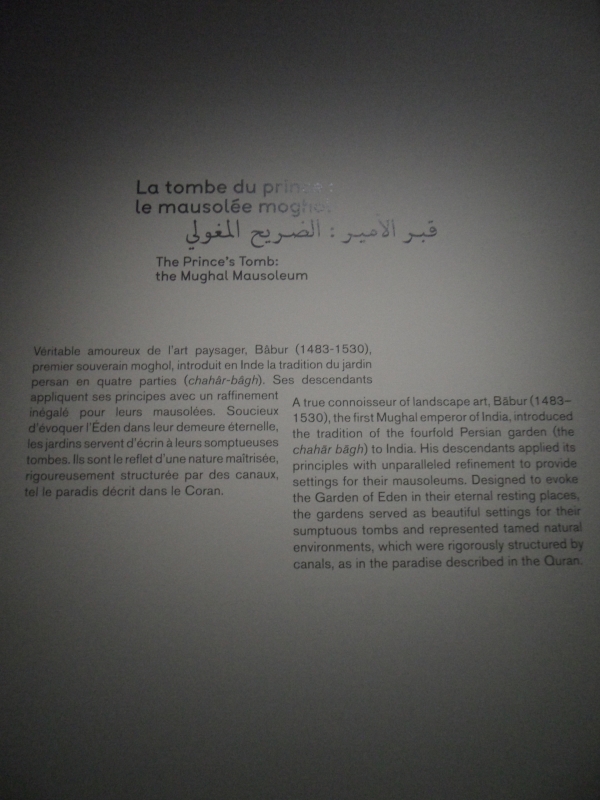 La tombe du prince :
le mausolée moghol
قبر الأمير : الضريح المغولي
The Prince's Tomb:
the Mughal Mausoleum
Véritable amoureux de l'art paysager, Bâbur (1483-1530),
premier souverain moghol, introduit en Inde la tradition du jardin
persan en quatre parties (chahâr-bâgh). Ses descendants
appliquent ses principes avec un raffinement
inégalé pour leurs mausolées. Soucieux
d'évoquer l'Éden dans leur demeure éternelle,
les jardins servent d'écrin à leurs somptueuses
tombes. Ils sont le reflet d'une nature maîtrisée,
rigoureusement structurée par des canaux,
tel le paradis décrit dans le Coran.
A true connoisseur of landscape art, Bâbur (1483–
1530), the first Mughal emperor of India, introduced
the tradition of the fourfold Persian garden (the
chahâr bâgh) to India. His descendants applied its
principles with unparalleled refinement to provide
settings for their mausoleums. Designed to evoke
the Garden of Eden in their eternal resting places,
the gardens served as beautiful settings for their
sumptuous tombs and represented tamed natural
environments, which were rigorously structured by
canals, as in the paradise described in the Quran.